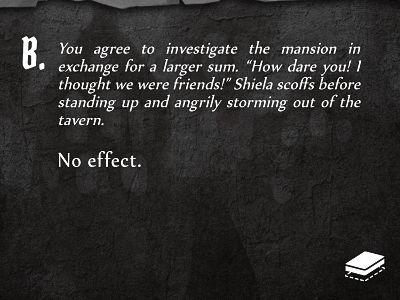 B. You agree to investigate the mansion in
exchange for a larger sum. “How dare you! I
thought we were friends!” Shiela scoffs before
standing up and angrily storming out of the
tavern.
No effect.